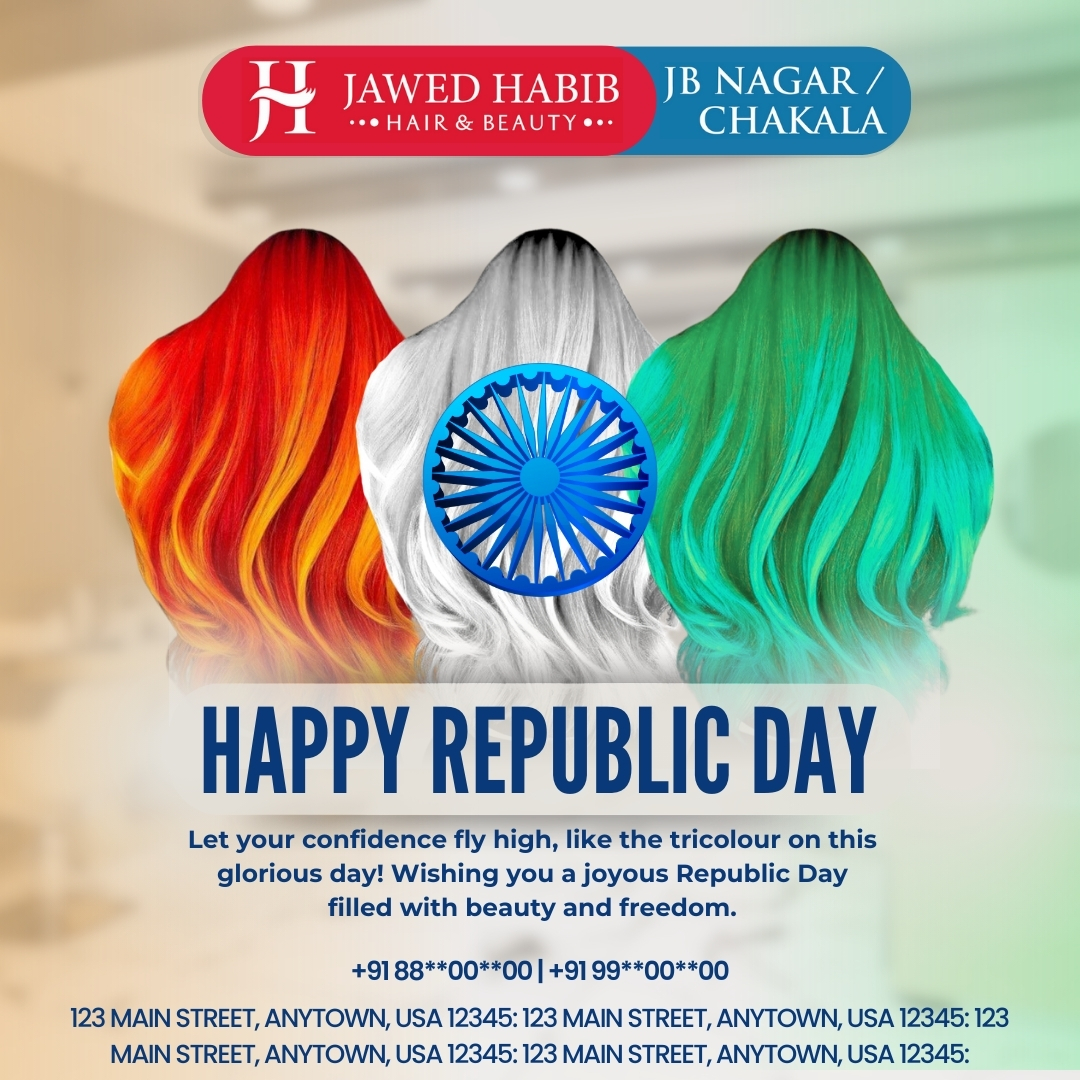 JAWED HABIB
HAIR & BEAUTY
JB NAGAR /
CHAKALA
HAPPY REPUBLIC DAY
Let your confidence fly high, like the tricolour on this
glorious day! Wishing you a joyous Republic Day
filled with beauty and freedom.
+91 88**00**00 | +91 99**00**00
123 MAIN STREET, ANYTOWN, USA 12345: 123 MAIN STREET, ANYTOWN, USA 12345: 123
MAIN STREET, ANYTOWN, USA 12345: 123 MAIN STREET, ANYTOWN, USA 12345: